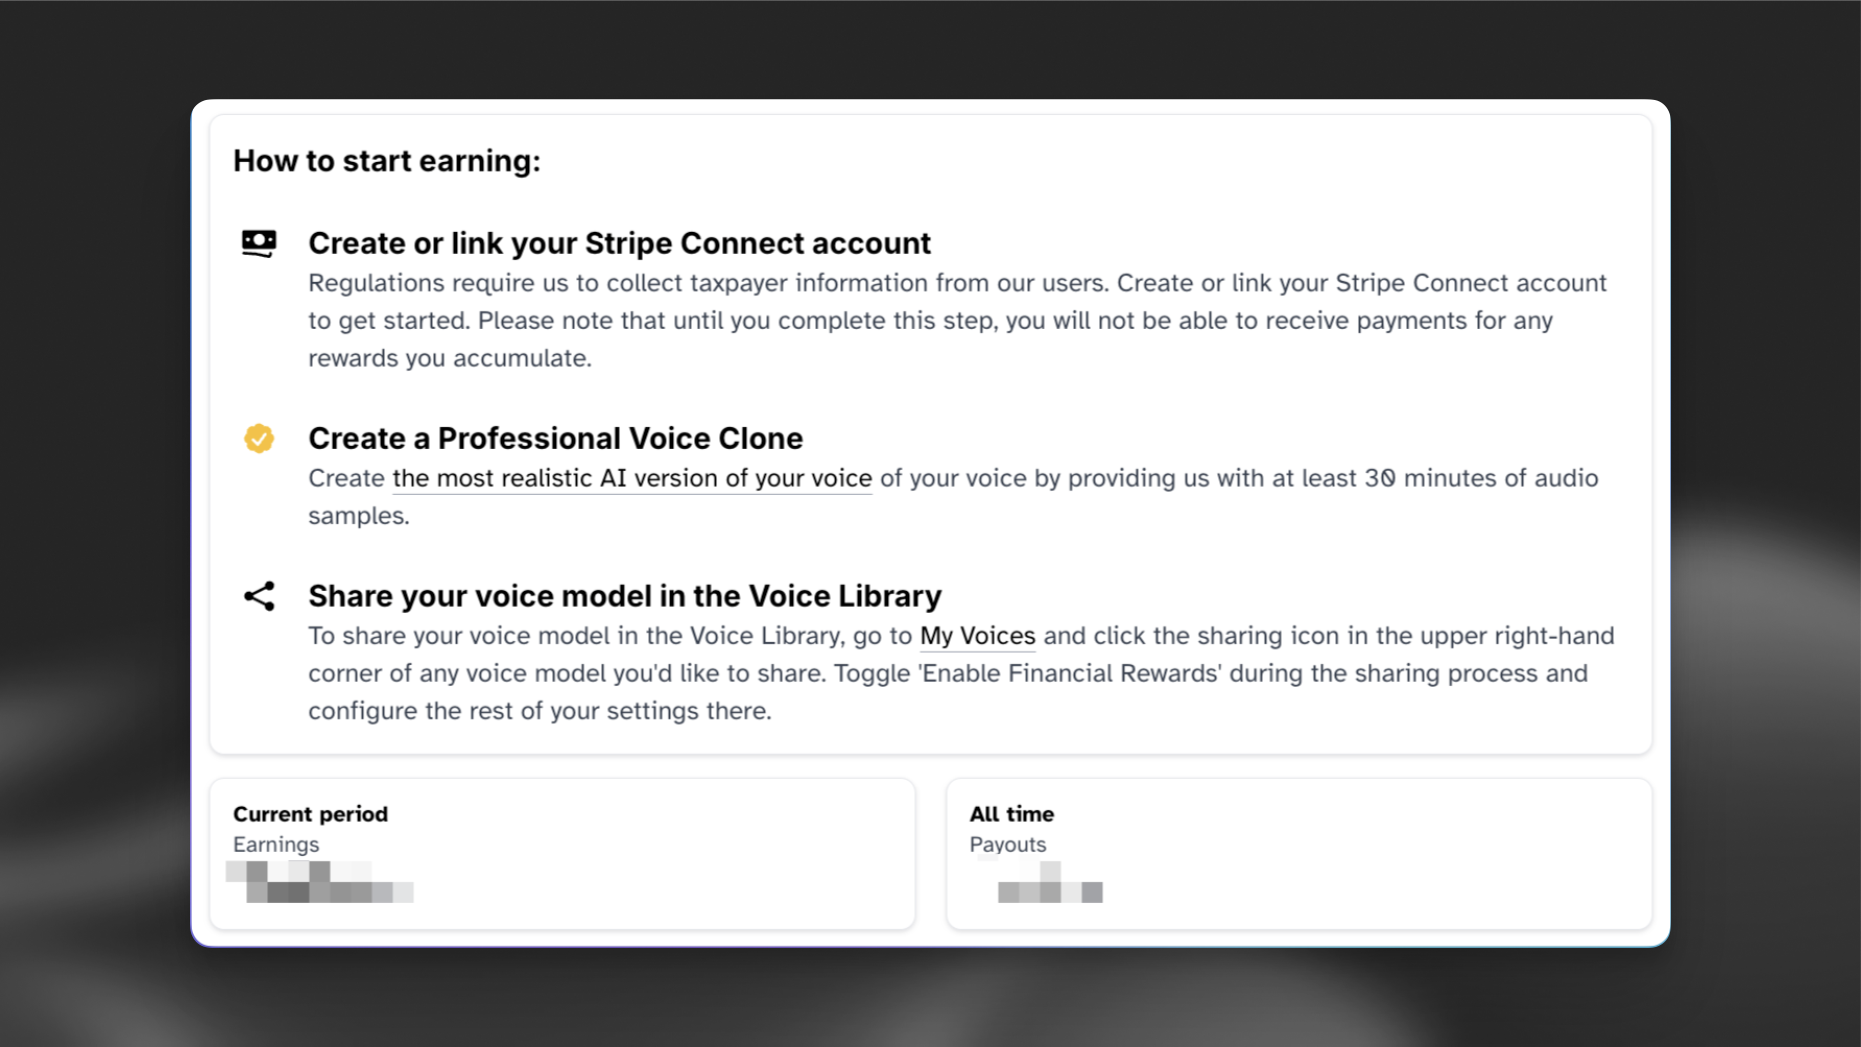 How to start earning:
Create or link your Stripe Connect account
Regulations require us to collect taxpayer information from our users. Create or link your Stripe Connect account
to get started. Please note that until you complete this step, you will not be able to receive payments for any
rewards you accumulate.
Create a Professional Voice Clone
Create the most realistic AI version of your voice of your voice by providing us with at least 30 minutes of audio
samples.
Share your voice model in the Voice Library
To share your voice model in the Voice Library, go to My Voices and click the sharing icon in the upper right-hand
corner of any voice model you'd like to share. Toggle 'Enable Financial Rewards' during the sharing process and
configure the rest of your settings there.
Current period
Earnings
All time
Payouts